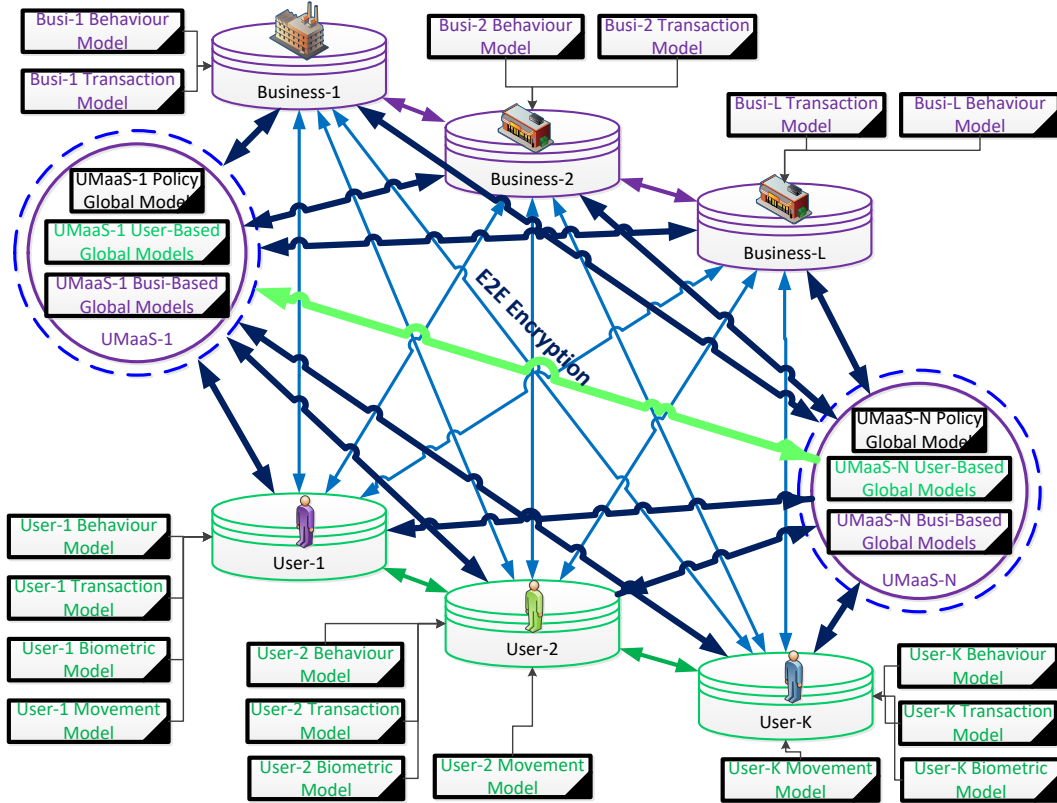 Busi-1 Behaviour
Model
Busi-1 Transaction
Model
Business-1
Busi-2 Behaviour
Model
Busi-2 Transaction
Model
Business-2
Busi-L Transaction
Model
Busi-L Behaviour
Model
Business-L
UMaaS-1 Policy
Global Model
UMaaS-1 User-Based
Global Models
UMaaS-1 Busi-Based
Global Models
UMaaS-1
E2E Encryption
UMaaS-N Policy
Global Model
UMaaS-N User-Based
Global Models
UMaaS-N Busi-Based
Global Models
UMaaS-N
User-1
User-1 Behaviour
Model
User-1 Transaction
Model
User-1 Biometric
Model
User-1 Movement
Model
User-2
User-2 Behaviour
Model
User-2 Transaction
Model
User-2 Biometric
Model
User-2 Movement
Model
User-K
User-K Behaviour
Model
User-K Transaction
Model
User-K Movement
Model
User-K Biometric
Model